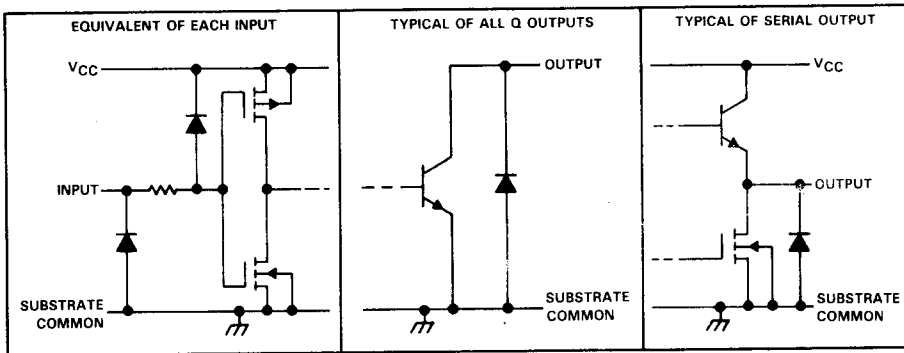 EQUIVALENT OF EACH INPUT
VCC
INPUT
SUBSTRATE
COMMON
TYPICAL OF ALL Q OUTPUTS
OUTPUT
SUBSTRATE
COMMON
TYPICAL OF SERIAL OUTPUT
VCC
OUTPUT
SUBSTRATE
COMMON